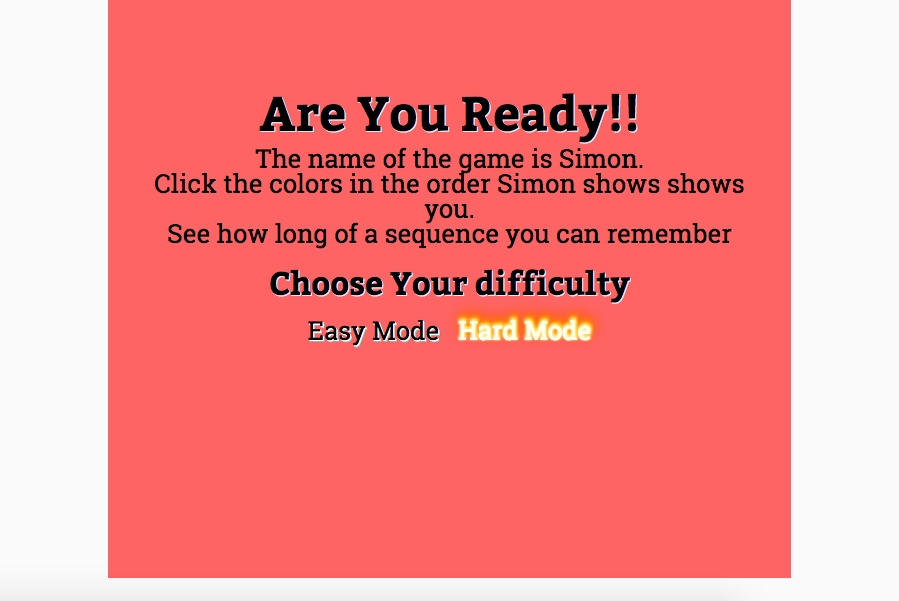 Are You Ready!!
The name of the game is Simon.
Click the colors in the order Simon shows shows
you.
See how long of a sequence you can remember
Choose Your difficulty
Easy Mode Hard Mode